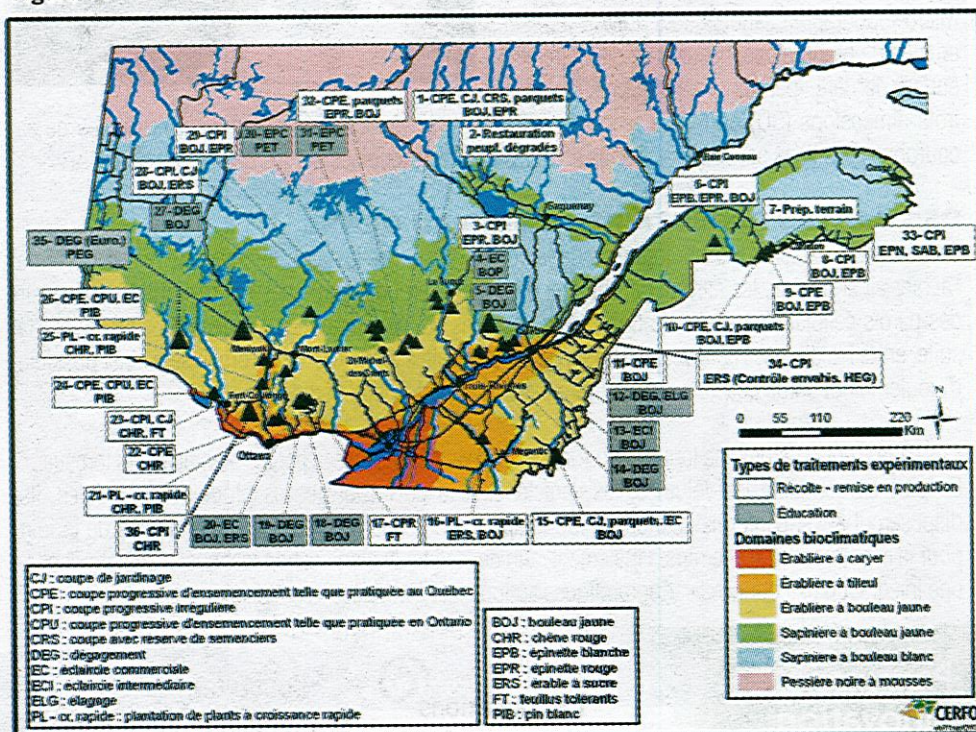 32- CPE, parquets
EPR, BOJ
1- CPE, CJ, CRS, parquets
BOJ, EPR
29- CPI
BOJ, EPR
30- EPC
PET
31- EPC
PET
2- Restauration
peupl. dégradés
28- CPI, CJ
BOJ, ERS
27- DEG
BOJ
Saguenay
6- CPI
EPB, EPR, BOJ
7- Prép. terrain
3- CPI
EPR, BOJ
33- CPI
EPN, SAB, EPB
35- DEG (Euro.)
PEG
4- EC
BOP
8- CPI
BOJ, EPB
5- DEG
BOJ
9- CPE
BOJ, EPB
26- CPE, CPU, EC
PIB
10- CPE, CJ, parquets
BOJ, EPB
25- PL - cr. rapide
CHR, PIB
Maniwaki
Mont-Laurier
St-Michel-
des-Saints
11- CPE
BOJ
34- CPI
ERS (Contrôle envahis. HEG)
24- CPE, CPU, EC
PIB
Fort-Coulonge
Trois-Rivières
12- DEG, ELG
BOJ
N
23- CPI, CJ
CHR, FT
13- ECI
BOJ
0 55 110 220
Km
22- CPE
CHR
Megantic
14- DEG
BOJ
21- PL - cr. rapide
CHR, PIB
36- CPI
CHR
20- EC
BOJ, ERS
19- DEG
BOJ
18- DEG
BOJ
17- CPR
FT
16- PL - cr. rapide
ERS, BOJ
15- CPE, CJ, parquets, EC
BOJ
Types de traitements expérimentaux
Récolte - remise en production
Éducation
Domaines bioclimatiques
Érablière à caryer
Érablière à tilleul
Érablière à bouleau jaune
Sapinière à bouleau jaune
Sapinière à bouleau blanc
Pessière noire à mousses
CJ : coupe de jardinage
CPE : coupe progressive d'ensemencement telle que pratiquée au Québec
CPI : coupe progressive irrégulière
CPU : coupe progressive d'ensemencement telle que pratiquée en Ontario
CRS : coupe avec réserve de semenciers
DEG : dégagement
EC : éclaircie commerciale
ECI : éclaircie intermédiaire
ELG : élagage
PL - cr. rapide : plantation de plants à croissance rapide
BOJ : bouleau jaune
CHR : chêne rouge
EPB : épinette blanche
EPR : épinette rouge
ERS : érable à sucre
FT : feuillus tolérants
PIB : pin blanc
CERFO